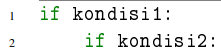 1 if kondisi1:
2     if kondisi2: